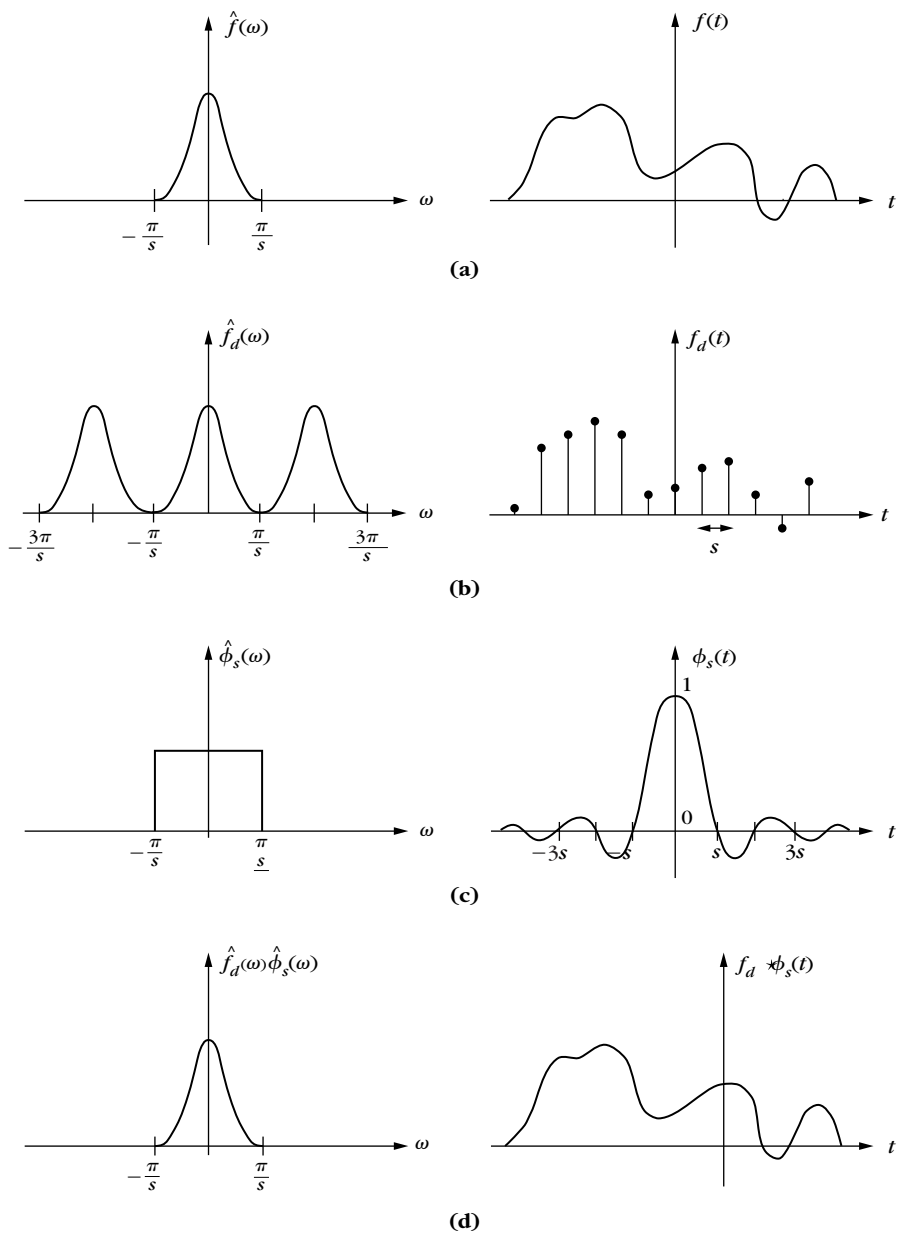 f̂(ω) f(t)
ω t
−π/s π/s
(a)
f̂_d(ω) f_d(t)
ω t
−3π/s −π/s π/s 3π/s s
(b)
φ̂_s(ω) φ_s(t)
1
0
ω t
−π/s π/s −3s −s s 3s
(c)
f̂_d(ω)φ̂_s(ω) f_d ⋆φ_s(t)
ω t
−π/s π/s
(d)